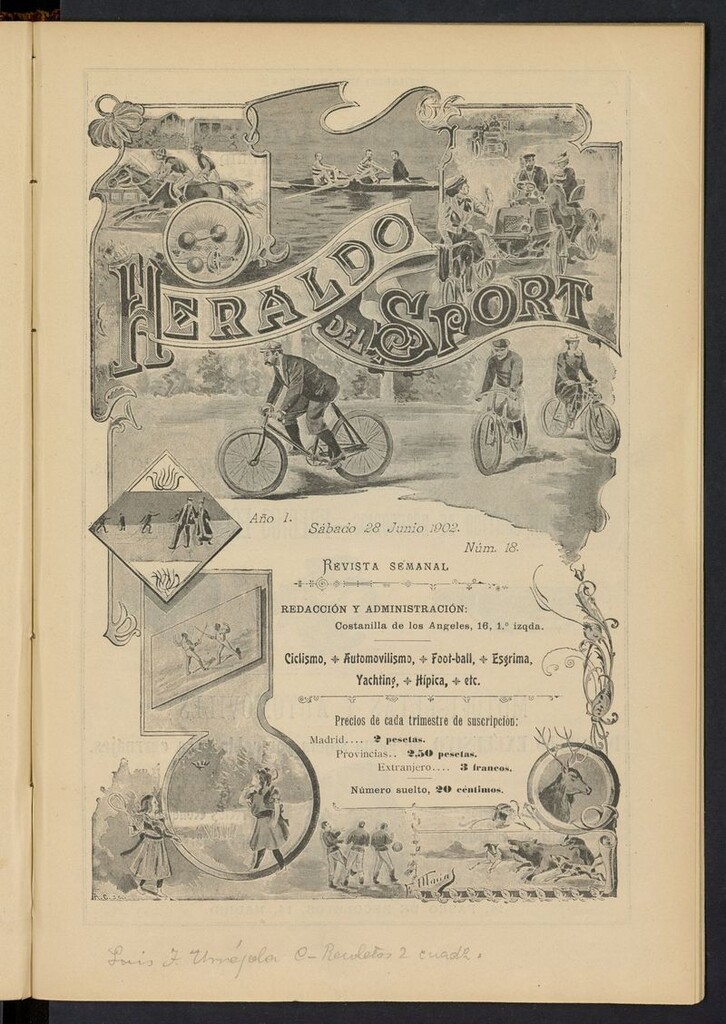 HERALDO
DEL SPORT
Año I. Sábado 28 Junio 1902. Núm. 18.
REVISTA SEMANAL
REDACCIÓN Y ADMINISTRACIÓN:
Costanilla de los Angeles, 16, 1.º izqda.
Ciclismo, + Automovilismo, + Foot-ball, + Esgrima,
Yachting, + Hípica, + etc.
Precios de cada trimestre de suscripción:
Madrid..... 2 pesetas.
Provincias.. 2,50 pesetas.
Extranjero.... 3 francos.
Número suelto, 20 céntimos.
Luis F.